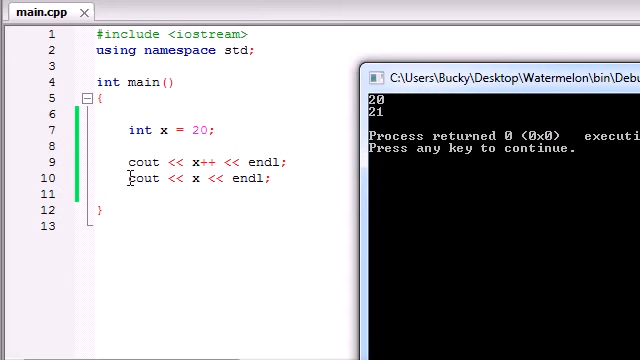 main.cpp
1 #include <iostream>
2 using namespace std;
3
4 int main()
5 {
6
7 int x = 20;
8
9 cout << x++ << endl;
10 cout << x << endl;
11
12 }
13
C:\Users\Bucky\Desktop\Watermelon\bin\Debu
20
21
Process returned 0 (0x0) executi
Press any key to continue.